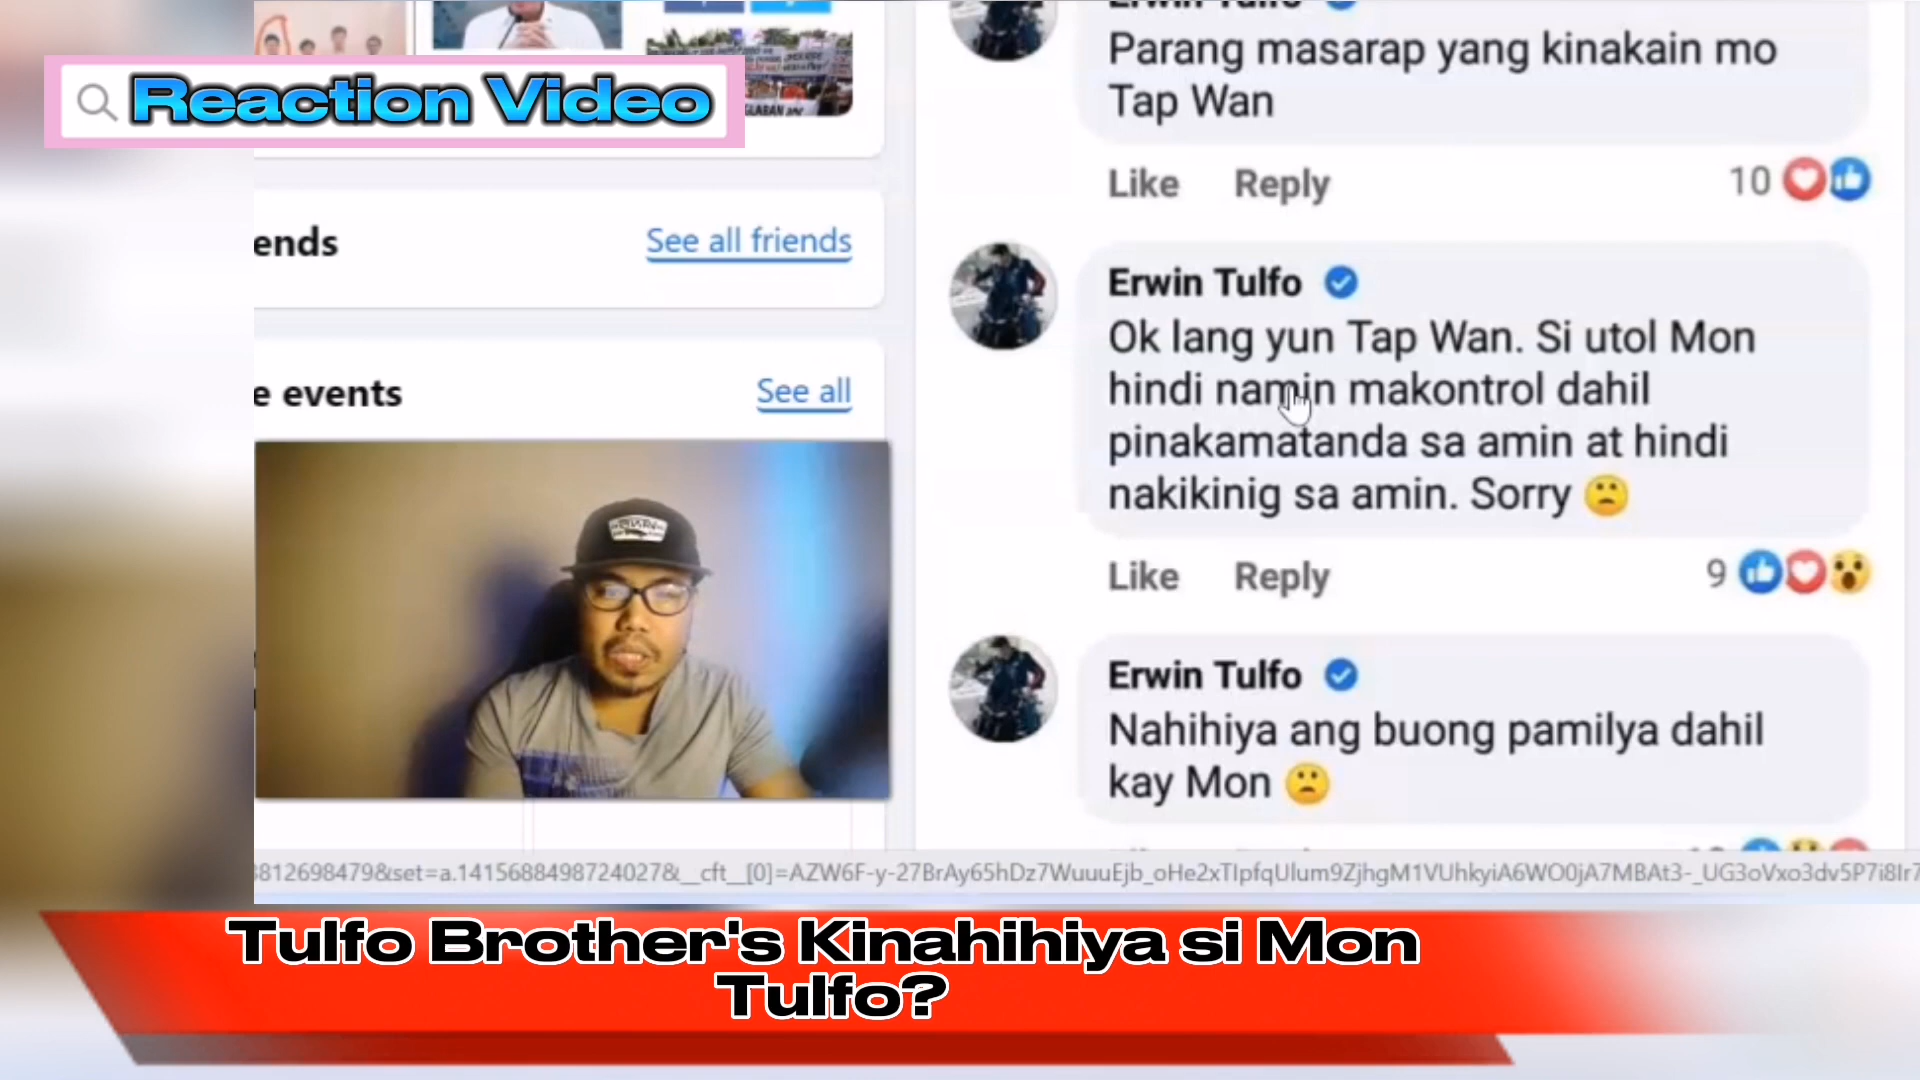 Reaction Video
GLABAN
ends
See all friends
e events
See all
Erwin Tulfo
Parang masarap yang kinakain mo
Tap Wan
Like Reply 10
Erwin Tulfo
Ok lang yun Tap Wan. Si utol Mon
hindi namin makontrol dahil
pinakamatanda sa amin at hindi
nakikinig sa amin. Sorry 🙁
Like Reply 9
Erwin Tulfo
Nahihiya ang buong pamilya dahil
kay Mon 🙁
Tulfo Brother's Kinahihiya si Mon
Tulfo?